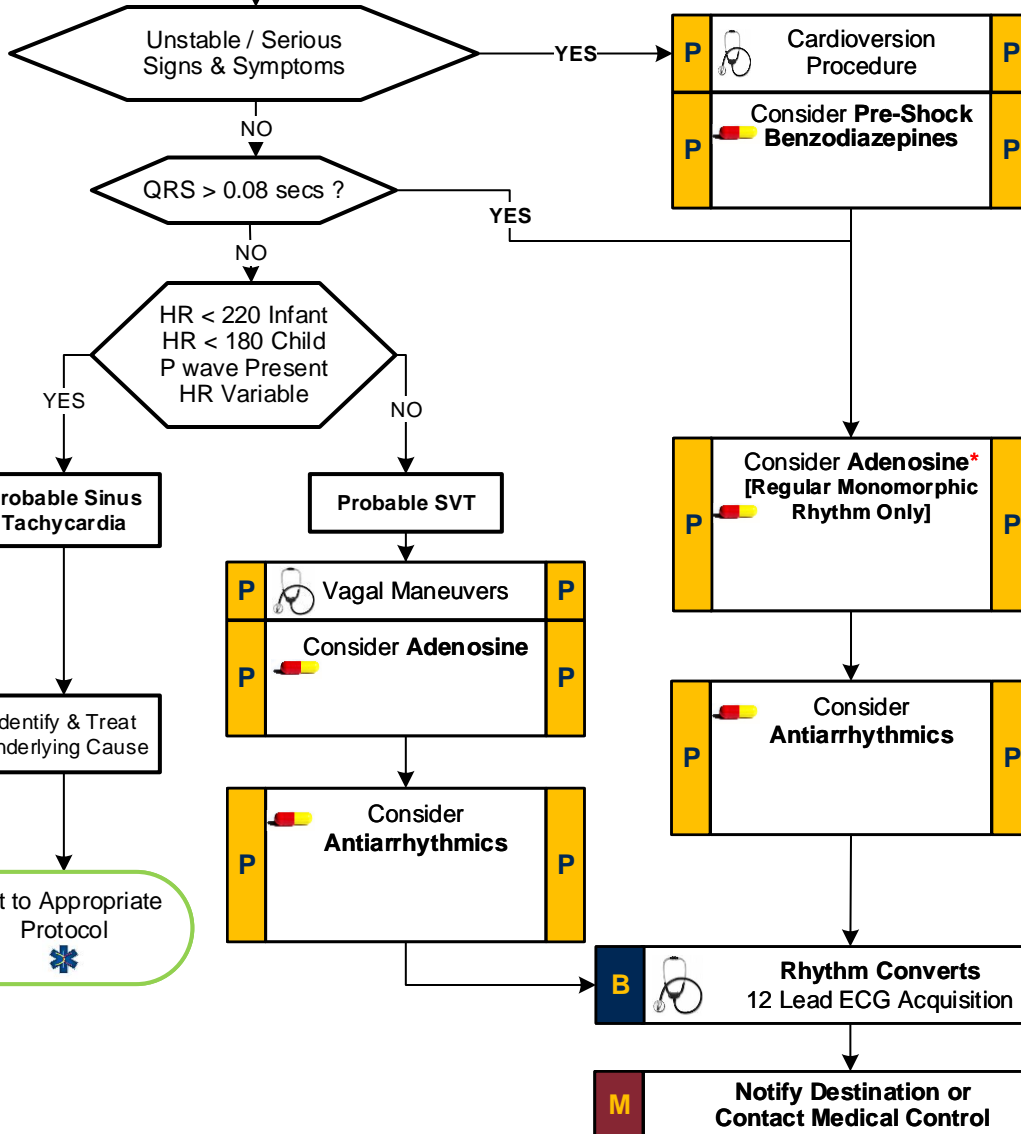 Unstable / Serious
Signs & Symptoms
YES
P
Cardioversion
Procedure
P
P
Consider Pre-Shock
Benzodiazepines
P
NO
QRS > 0.08 secs ?
YES
NO
HR < 220 Infant
HR < 180 Child
P wave Present
HR Variable
YES
NO
robable Sinus
Tachycardia
Probable SVT
P
Vagal Maneuvers
P
P
Consider Adenosine
P
P
Consider Adenosine*
[Regular Monomorphic
Rhythm Only]
P
dentify & Treat
nderlying Cause
P
Consider
Antiarrhythmics
P
P
Consider
Antiarrhythmics
P
t to Appropriate
Protocol
B
Rhythm Converts
12 Lead ECG Acquisition
M
Notify Destination or
Contact Medical Control